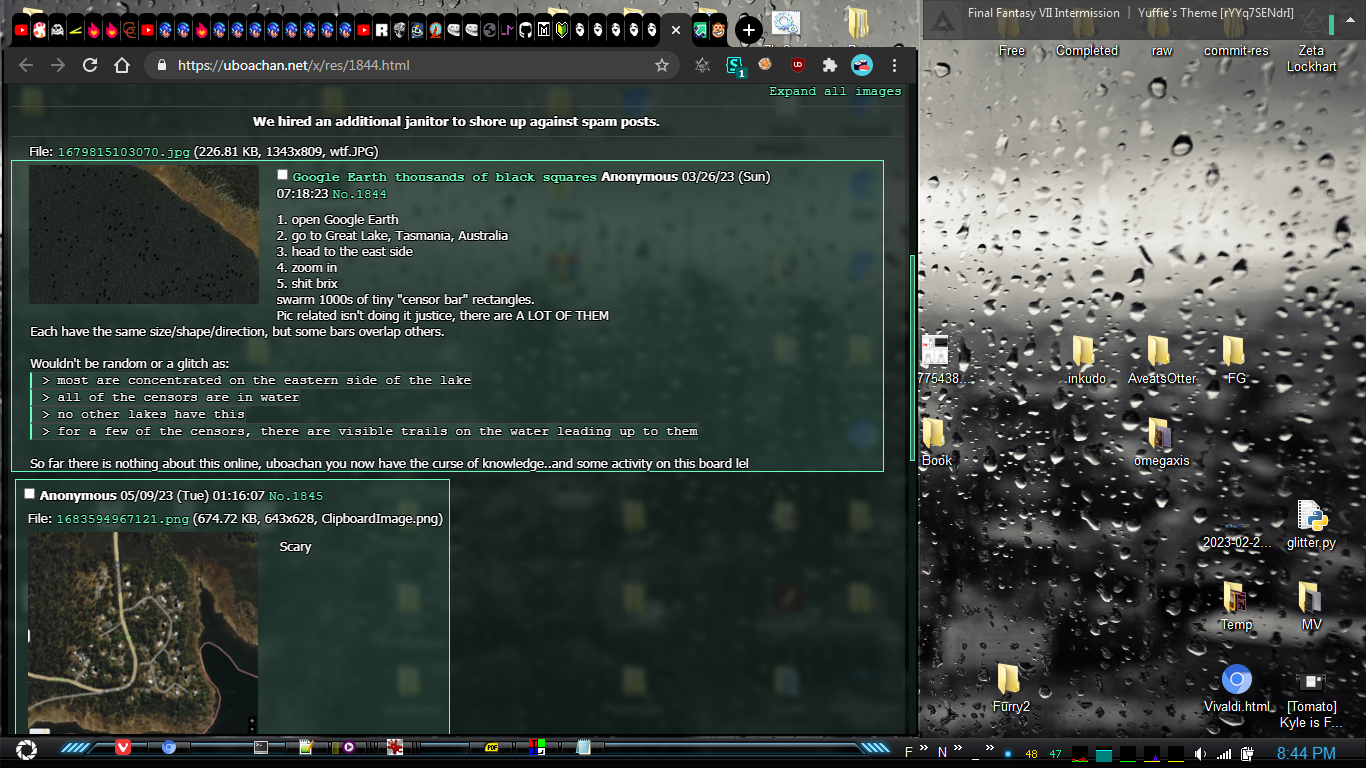 Final Fantasy VII Intermission | Yuffie's Theme [rYYq7SENdrI]
Free
Completed
raw
commit-res
Zeta Lockhart
https://uboachan.net/x/res/1844.html
1
Expand all images
We hired an additional janitor to shore up against spam posts.
File: 1679815103070.jpg (226.81 KB, 1343x809, wtf.JPG)
Google Earth thousands of black squares Anonymous 03/26/23 (Sun)
07:18:23 No.1844
1. open Google Earth
2. go to Great Lake, Tasmania, Australia
3. head to the east side
4. zoom in
5. shit brix
swarm 1000s of tiny "censor bar" rectangles.
Pic related isn't doing it justice, there are A LOT OF THEM
Each have the same size/shape/direction, but some bars overlap others.
Wouldn't be random or a glitch as:
> most are concentrated on the eastern side of the lake
> all of the censors are in water
> no other lakes have this
> for a few of the censors, there are visible trails on the water leading up to them
So far there is nothing about this online, uboachan you now have the curse of knowledge..and some activity on this board lel
Anonymous 05/09/23 (Tue) 01:16:07 No.1845
File: 1683594967121.png (674.72 KB, 643x628, ClipboardImage.png)
Scary
775438...
inkudo
AveatsOtter
FG
Book
omegaxis
2023-02-2...
glitter.py
Temp
MV
Furry2
Vivaldi.html
[Tomato]
Kyle is F...
PDF
F » N » _ » 48 47
8:44 PM